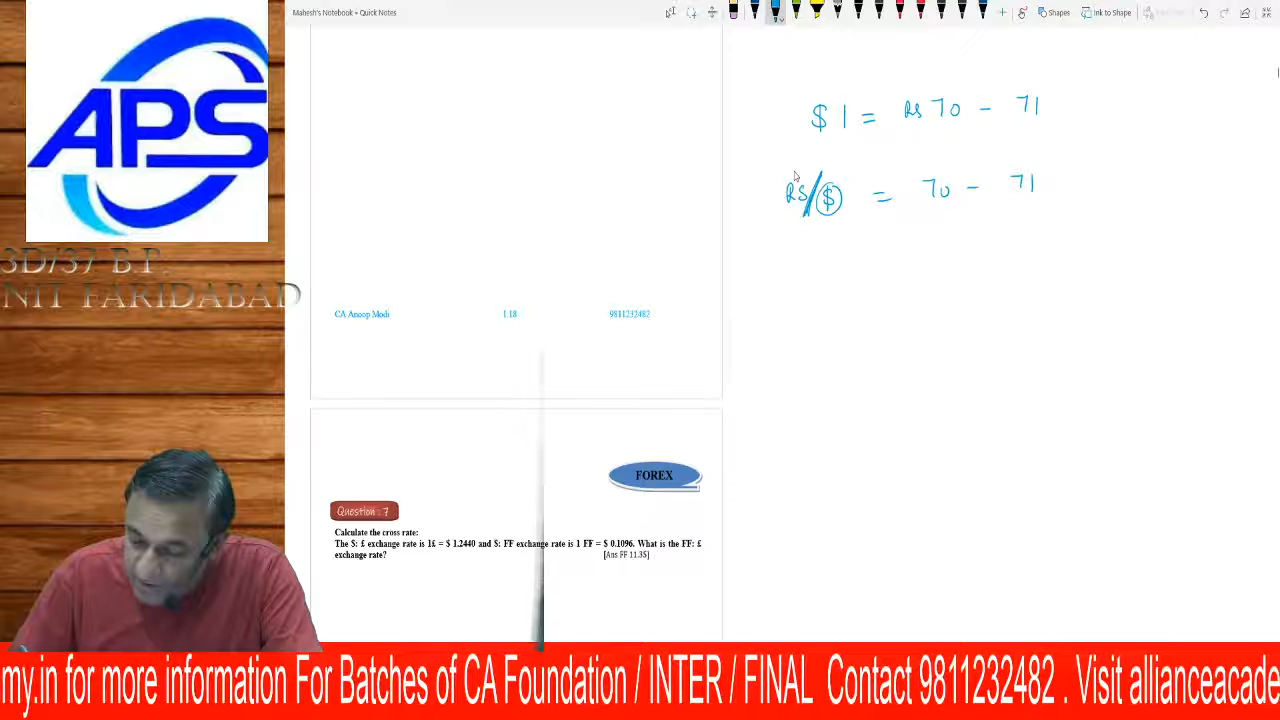 Mahesh's Notebook » Quick Notes
Shapes
Ink to Shape
APS
3D/37 B.P.
NIT FARIDABAD
$ 1 = Rs 70 - 71
Rs/$ = 70 - 71
CA Anoop Modi 1.18 9811232482
FOREX
Question : 7
Calculate the cross rate:
The $: £ exchange rate is 1£ = $ 1.2440 and $: FF exchange rate is 1 FF = $ 0.1096. What is the FF: £
exchange rate? [Ans FF 11.35]
my.in for more information For Batches of CA Foundation / INTER / FINAL Contact 9811232482 . Visit allianceacade